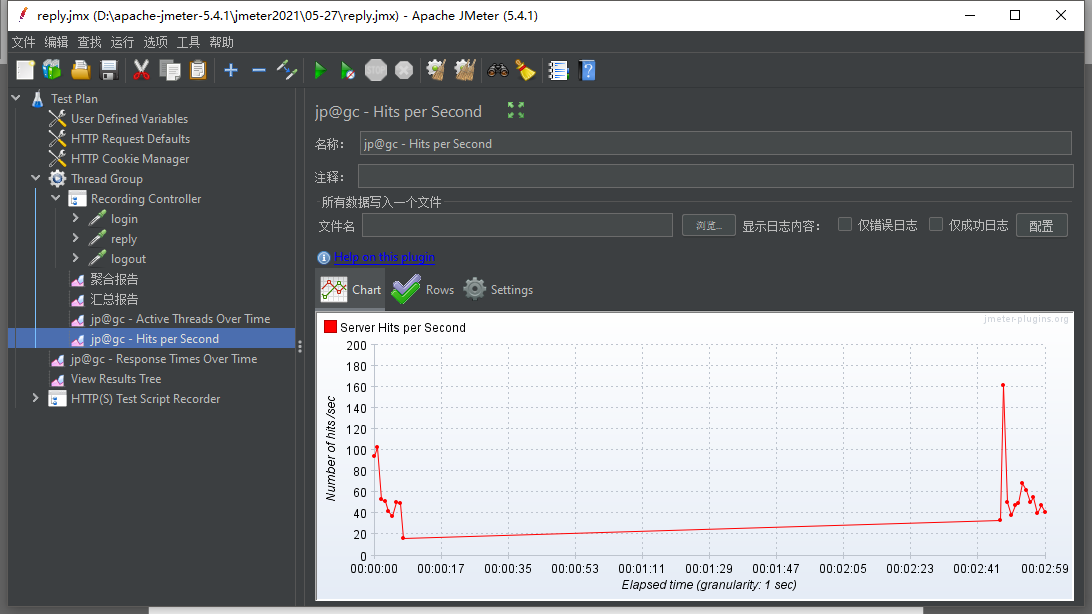 reply.jmx (D:\apache-jmeter-5.4.1\jmeter2021\05-27\reply.jmx) - Apache JMeter (5.4.1)
文件 编辑 查找 运行 选项 工具 帮助
STOP
Test Plan
User Defined Variables
HTTP Request Defaults
HTTP Cookie Manager
Thread Group
Recording Controller
login
reply
logout
聚合报告
汇总报告
jp@gc - Active Threads Over Time
jp@gc - Hits per Second
jp@gc - Response Times Over Time
View Results Tree
HTTP(S) Test Script Recorder
jp@gc - Hits per Second
名称： jp@gc - Hits per Second
注释：
所有数据写入一个文件
文件名 浏览... 显示日志内容： 仅错误日志 仅成功日志 配置
Help on this plugin
Chart Rows Settings
jmeter-plugins.org
Server Hits per Second
Number of hits /sec
200
180
160
140
120
100
80
60
40
20
0
00:00:00 00:00:17 00:00:35 00:00:53 00:01:11 00:01:29 00:01:47 00:02:05 00:02:23 00:02:41 00:02:59
Elapsed time (granularity: 1 sec)